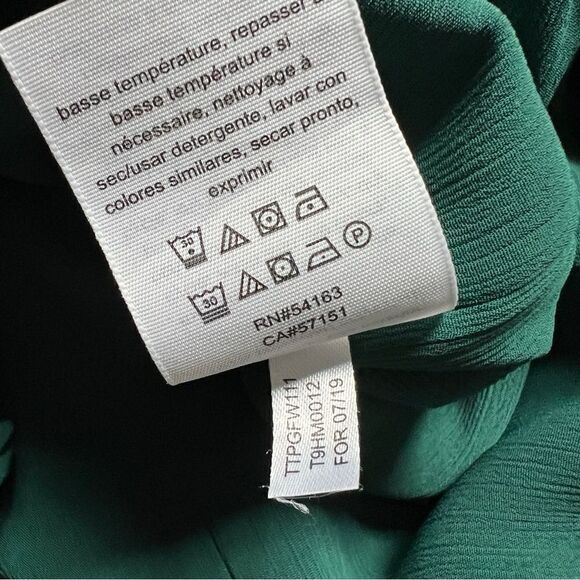 basse température, repasser à
basse température si
nécessaire, nettoyage à
sec/usar detergente, lavar con
colores similares, secar pronto,
exprimir
30
30
P
RN#54163
CA#57151
TTPGFW111
T9HM0012
FOR 07/19